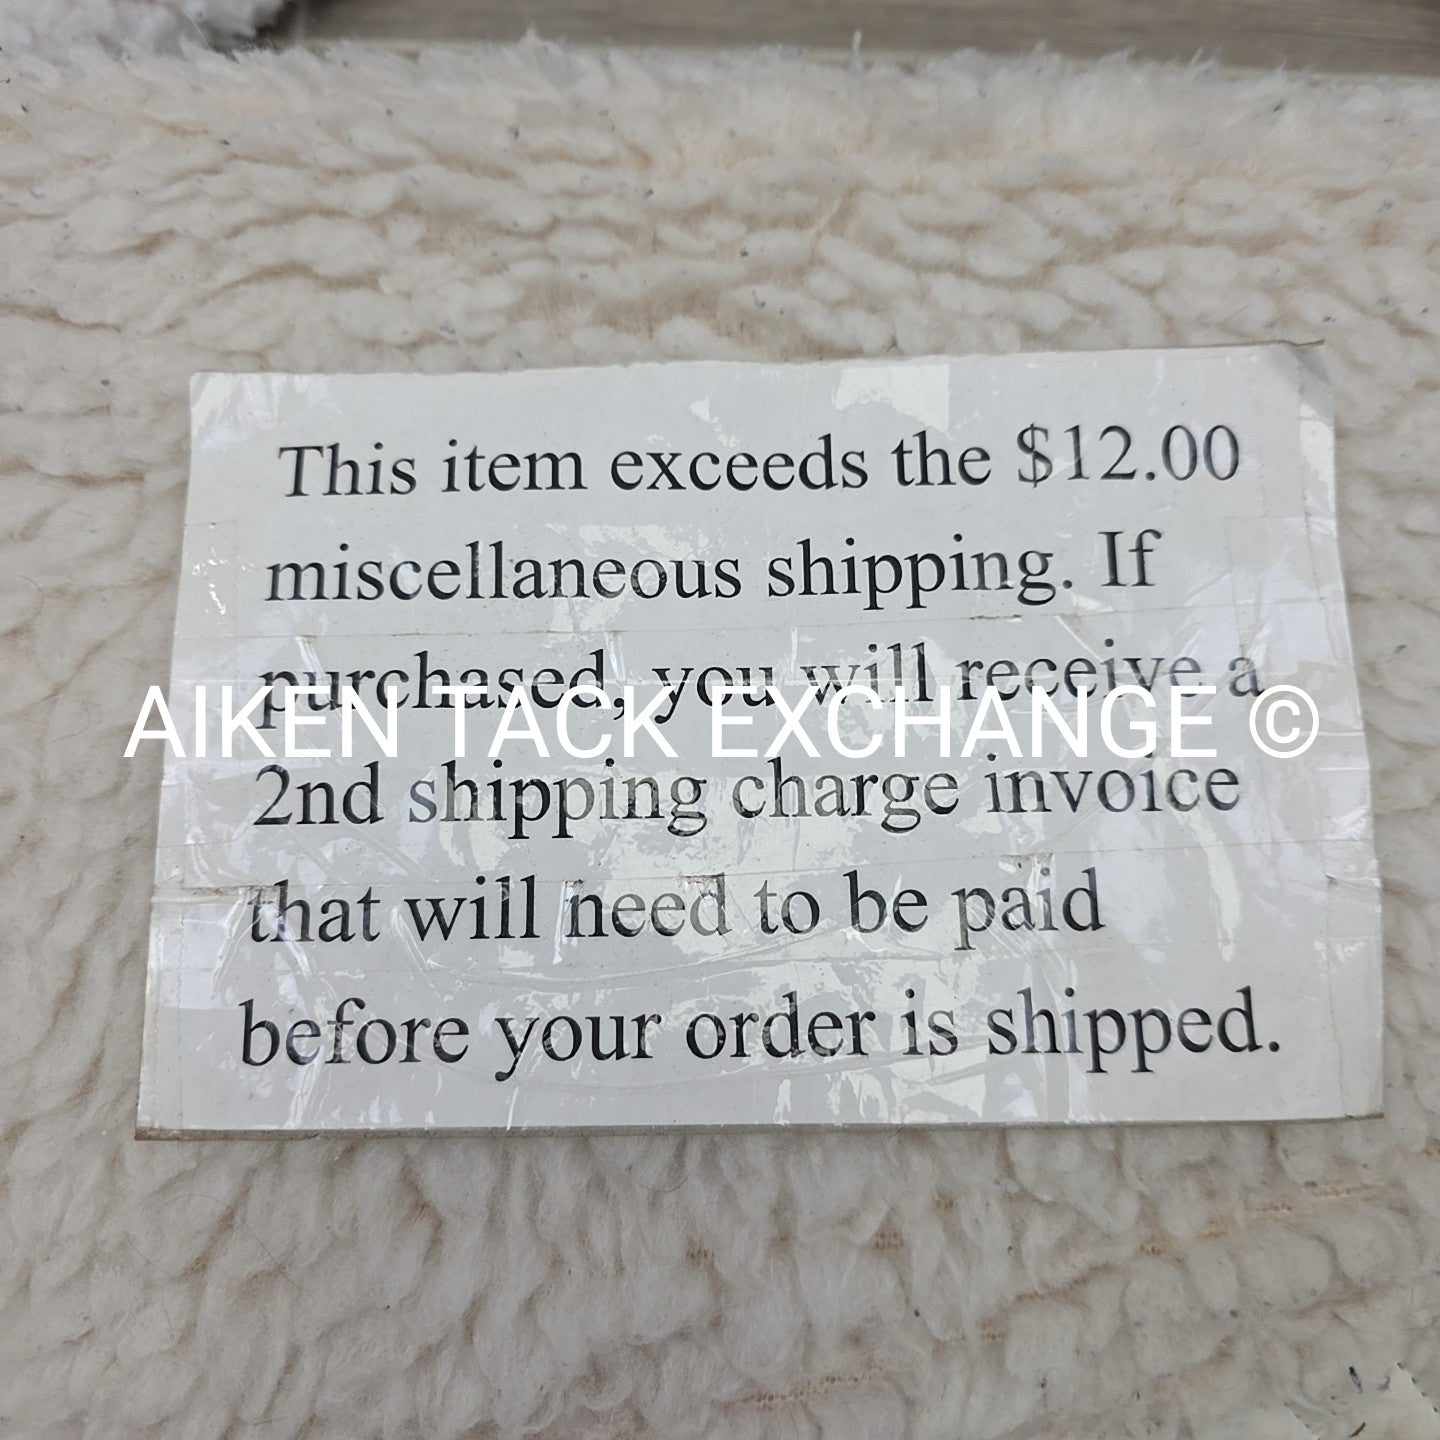 This item exceeds the $12.00
miscellaneous shipping. If
purchased, you will receive a
AIKEN TACK EXCHANGE ©
2nd shipping charge invoice
that will need to be paid
before your order is shipped.